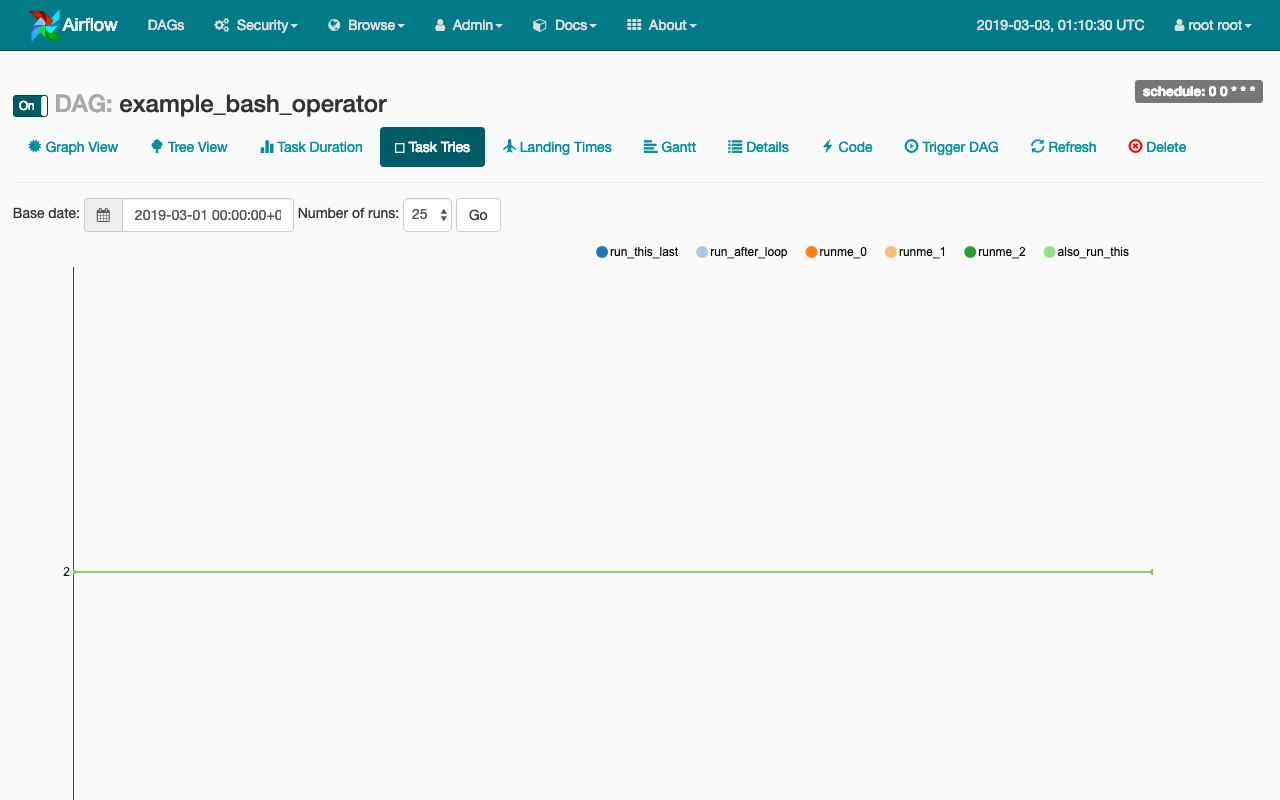 Airflow DAGs Security Browse Admin Docs About 2019-03-03, 01:10:30 UTC root root
schedule: 0 0 * * *
On DAG: example_bash_operator
Graph View Tree View Task Duration Task Tries Landing Times Gantt Details Code Trigger DAG Refresh Delete
Base date: 2019-03-01 00:00:00+0 Number of runs: 25 Go
run_this_last run_after_loop runme_0 runme_1 runme_2 also_run_this
2